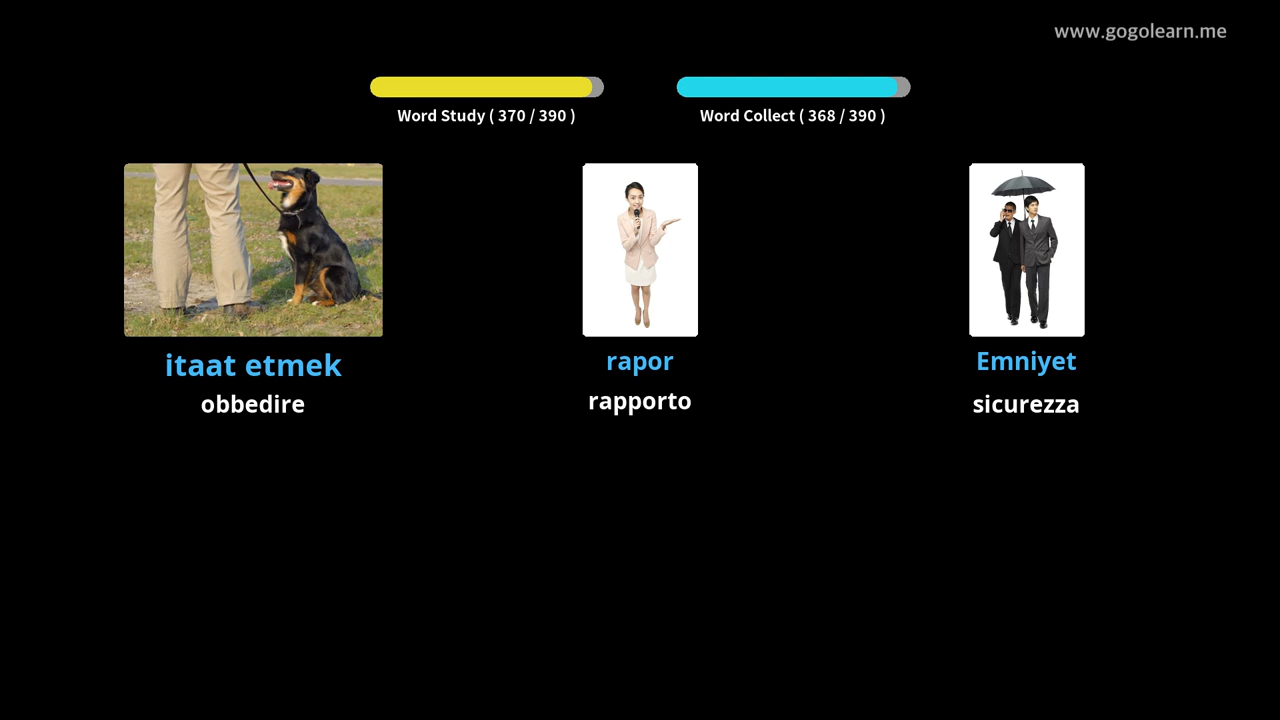 www.gogolearn.me
Word Study ( 370 / 390 )
Word Collect ( 368 / 390 )
itaat etmek
obbedire
rapor
rapporto
Emniyet
sicurezza